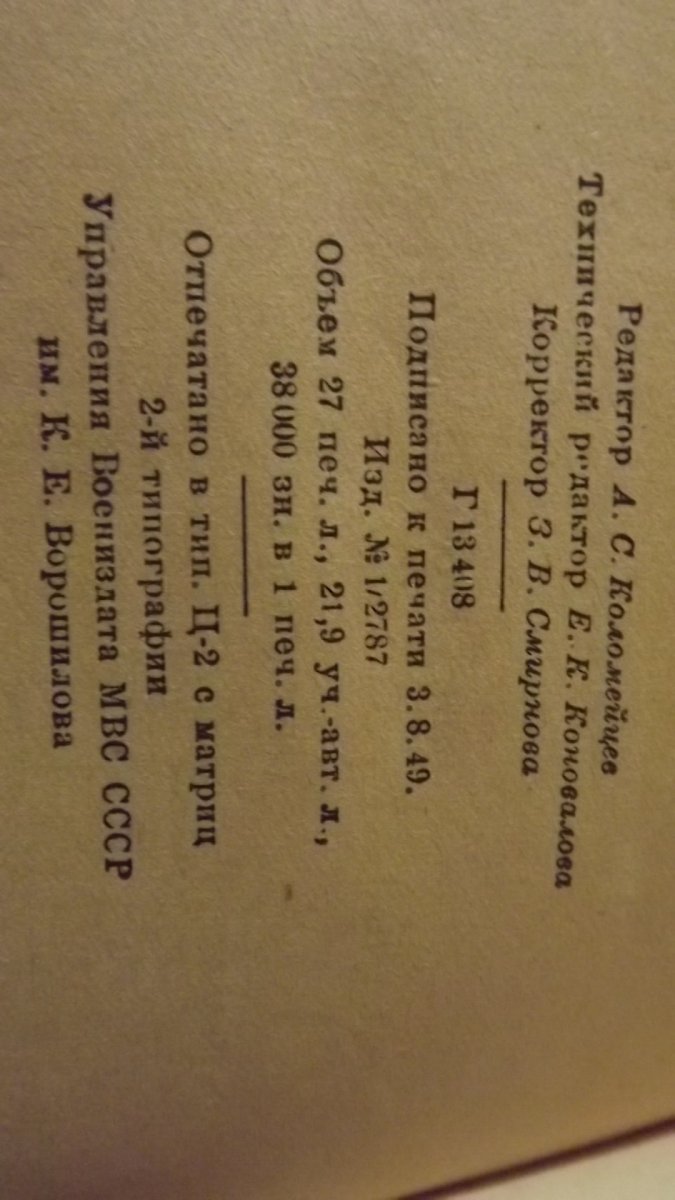 Редактор А. С. Коломейцев
Технический редактор Е. К. Коновалова
Корректор З. В. Смирнова
Г 13 408
Подписано к печати 3. 8. 49.
Изд. № 1/2787
Объем 27 печ. л., 21,9 уч.-авт. л.,
38 000 зн. в 1 печ. л.
Отпечатано в тип. Ц-2 с матриц
2-й типографии
Управления Воениздата МВС СССР
им. К. Е. Ворошилова